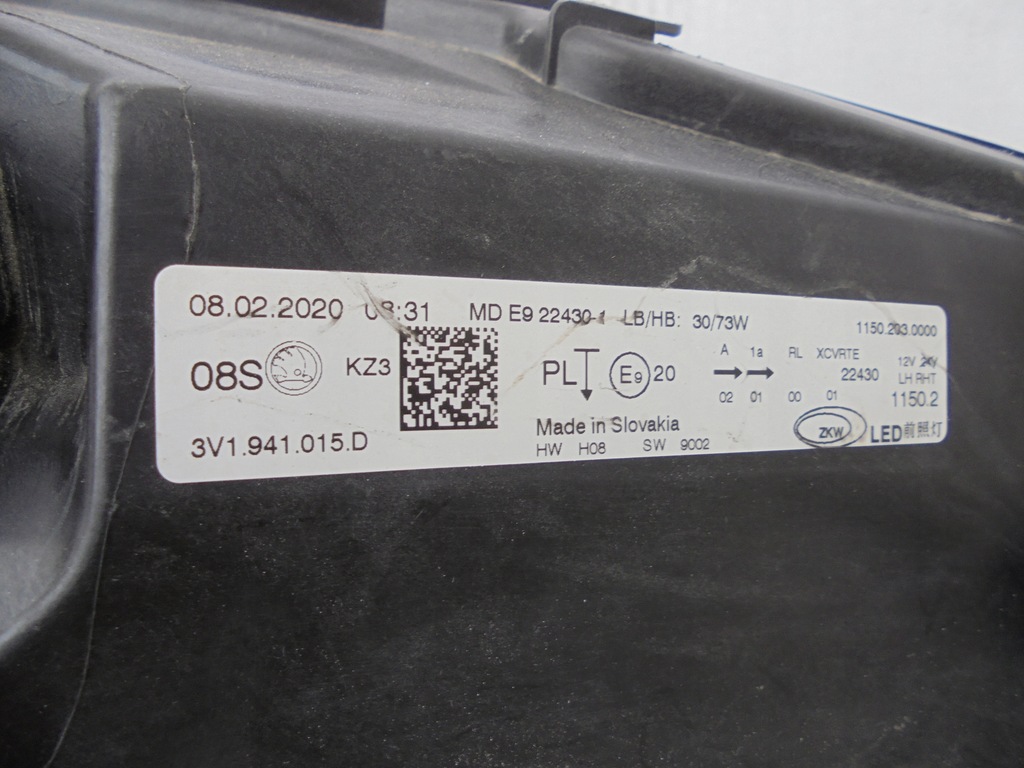 08.02.2020 08:31 MD E9 22430-1 LB/HB: 30/73W 1150.203.0000
08S KZ3 PL E9 20 A 1a RL XCVRTE 12V 24V
22430 LH RHT
02 01 00 01 1150.2
3V1.941.015.D Made in Slovakia ZKW LED前照灯
HW H08 SW 9002